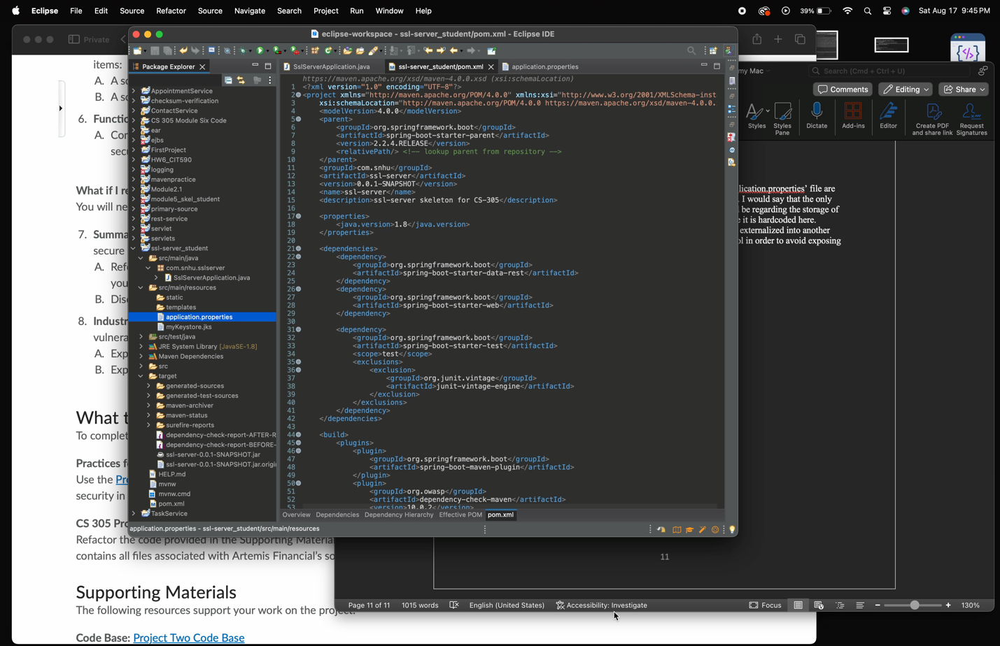 Eclipse File Edit Source Refactor Source Navigate Search Project Run Window Help 39% Sat Aug 17 9:45 PM
Private
eclipse-workspace - ssl-server_student/pom.xml - Eclipse IDE
my Mac
Search (Cmd + Ctrl + U)
Comments Editing Share
Styles Styles Pane Dictate Add-ins Editor Create PDF and share link Request Signatures
items:
A. A sc
B. A sc
6. Functio
A. Cor
sec
What if I re
You will ne
7. Summa
secure
A. Ref
you
B. Disc
8. Industr
vulnera
A. Exp
B. Exp
What t
To complet
Practices f
Use the Pr
security in
CS 305 Pro
Refactor the code provided in the Supporting Material
contains all files associated with Artemis Financial's so
Supporting Materials
The following resources support your work on the project:
Code Base: Project Two Code Base
Package Explorer
AppointmentService
checksum-verification
ContactService
CS 305 Module Six Code
ear
ejbs
FirstProject
HW6_CIT590
logging
mavenpractice
Module2.1
module5_skel_student
primary-source
rest-service
servlet
servlets
ssl-server_student
src/main/java
com.snhu.sslserver
SslServerApplication.java
src/main/resources
static
templates
application.properties
myKeystore.jks
src/test/java
JRE System Library [JavaSE-1.8]
Maven Dependencies
src
target
generated-sources
generated-test-sources
maven-archiver
maven-status
surefire-reports
dependency-check-report-AFTER-R
dependency-check-report-BEFORE-
ssl-server-0.0.1-SNAPSHOT.jar
ssl-server-0.0.1-SNAPSHOT.jar.origi
HELP.md
mvnw
mvnw.cmd
pom.xml
TaskService
SslServerApplication.java ssl-server_student/pom.xml application.properties
https://maven.apache.org/xsd/maven-4.0.0.xsd (xsi:schemaLocation)
1 <?xml version="1.0" encoding="UTF-8"?>
2 <project xmlns="http://maven.apache.org/POM/4.0.0" xmlns:xsi="http://www.w3.org/2001/XMLSchema-inst
3 xsi:schemaLocation="http://maven.apache.org/POM/4.0.0 https://maven.apache.org/xsd/maven-4.0.0.
4 <modelVersion>4.0.0</modelVersion>
5 <parent>
6 <groupId>org.springframework.boot</groupId>
7 <artifactId>spring-boot-starter-parent</artifactId>
8 <version>2.2.4.RELEASE</version>
9 <relativePath/> <!-- lookup parent from repository -->
10 </parent>
11 <groupId>com.snhu</groupId>
12 <artifactId>ssl-server</artifactId>
13 <version>0.0.1-SNAPSHOT</version>
14 <name>ssl-server</name>
15 <description>ssl-server skeleton for CS-305</description>
16
17 <properties>
18 <java.version>1.8</java.version>
19 </properties>
20
21 <dependencies>
22 <dependency>
23 <groupId>org.springframework.boot</groupId>
24 <artifactId>spring-boot-starter-data-rest</artifactId>
25 </dependency>
26 <dependency>
27 <groupId>org.springframework.boot</groupId>
28 <artifactId>spring-boot-starter-web</artifactId>
29 </dependency>
30
31 <dependency>
32 <groupId>org.springframework.boot</groupId>
33 <artifactId>spring-boot-starter-test</artifactId>
34 <scope>test</scope>
35 <exclusions>
36 <exclusion>
37 <groupId>org.junit.vintage</groupId>
38 <artifactId>junit-vintage-engine</artifactId>
39 </exclusion>
40 </exclusions>
41 </dependency>
42 </dependencies>
43
44 <build>
45 <plugins>
46 <plugin>
47 <groupId>org.springframework.boot</groupId>
48 <artifactId>spring-boot-maven-plugin</artifactId>
49 </plugin>
50 <plugin>
51 <groupId>org.owasp</groupId>
52 <artifactId>dependency-check-maven</artifactId>
53 <version>10.0.2</version>
Overview Dependencies Dependency Hierarchy Effective POM pom.xml
application.properties - ssl-server_student/src/main/resources
lication.properties' file are
. I would say that the only
l be regarding the storage of
e it is hardcoded here.
externalized into another
ol in order to avoid exposing
11
Page 11 of 11 1015 words English (United States) Accessibility: Investigate Focus 130%